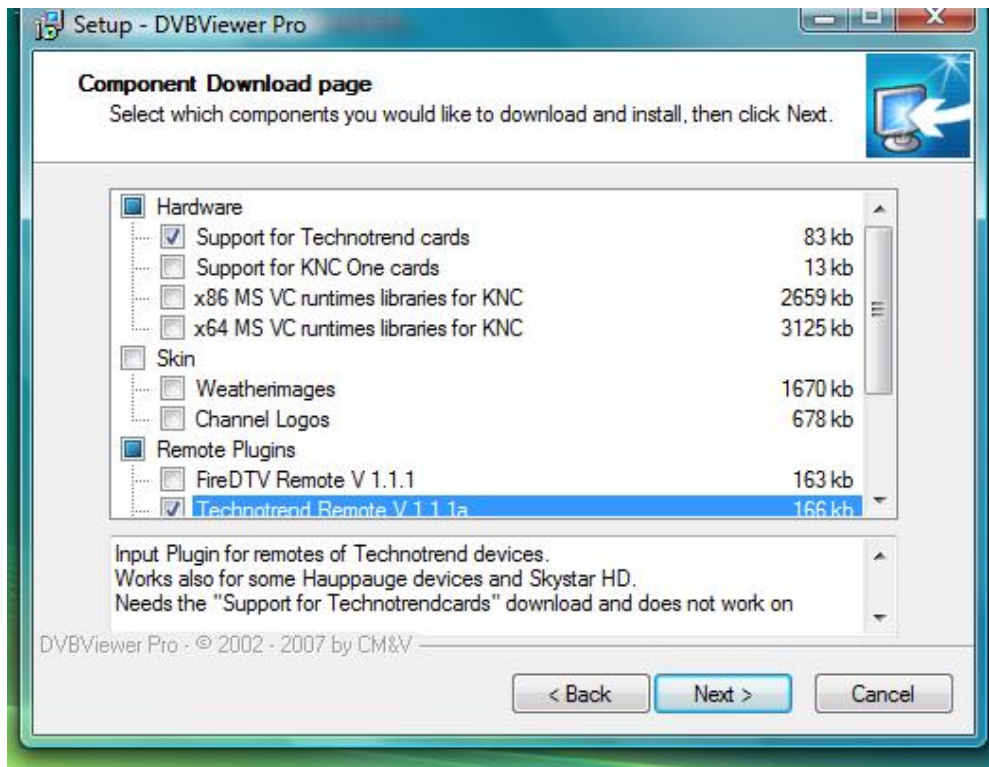 Setup - DVBViewer Pro
Component Download page
Select which components you would like to download and install, then click Next.
Hardware
Support for Technotrend cards 83 kb
Support for KNC One cards 13 kb
x86 MS VC runtimes libraries for KNC 2659 kb
x64 MS VC runtimes libraries for KNC 3125 kb
Skin
Weatherimages 1670 kb
Channel Logos 678 kb
Remote Plugins
FireDTV Remote V 1.1.1 163 kb
Technotrend Remote V 1.1.1a 166 kb
Input Plugin for remotes of Technotrend devices.
Works also for some Hauppauge devices and Skystar HD.
Needs the "Support for Technotrendcards" download and does not work on
DVBViewer Pro - © 2002 - 2007 by CM&V
< Back
Next >
Cancel